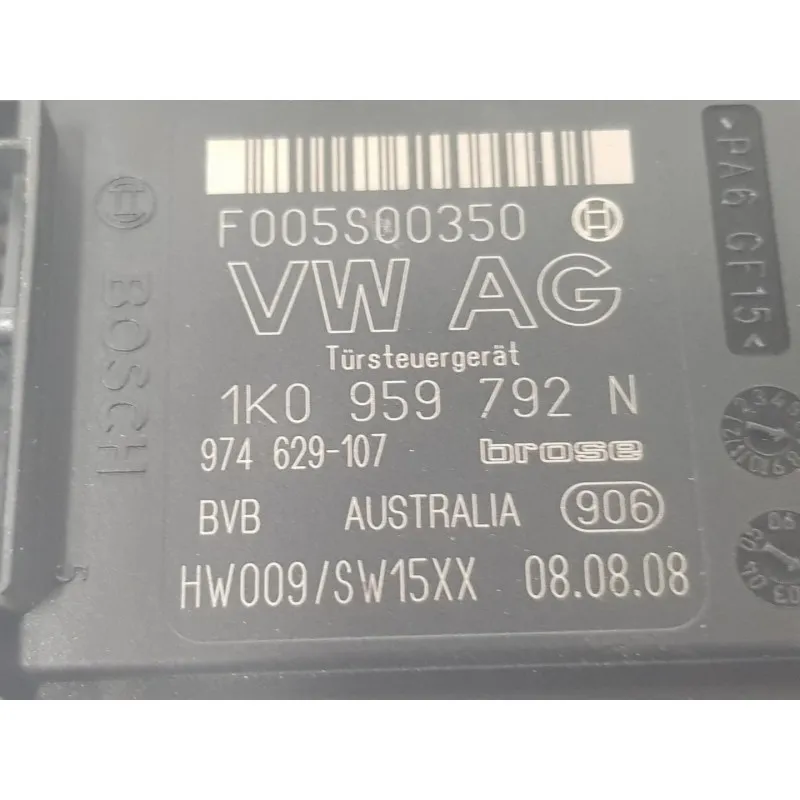 F005S00350
VW AG
Türsteuergerät
1K0 959 792 N
974 629-107 brose
BVB AUSTRALIA 906
HW009/SW15XX 08.08.08
BOSCH
>PA6 GF15<
5